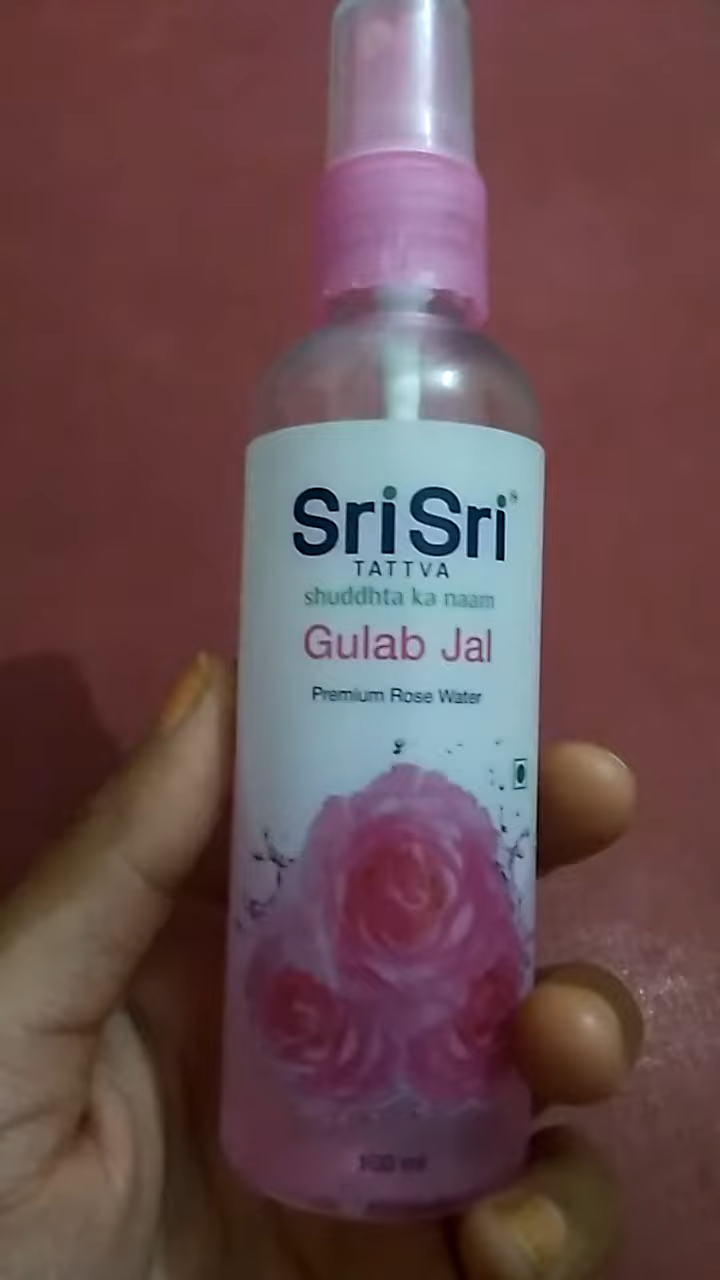 SriSri
TATTVA
shuddhta ka naam
Gulab Jal
Premium Rose Water
100 ml